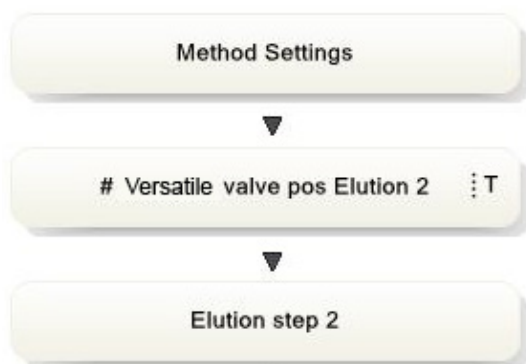 Method Settings
# Versatile valve pos Elution 2 T
Elution step 2